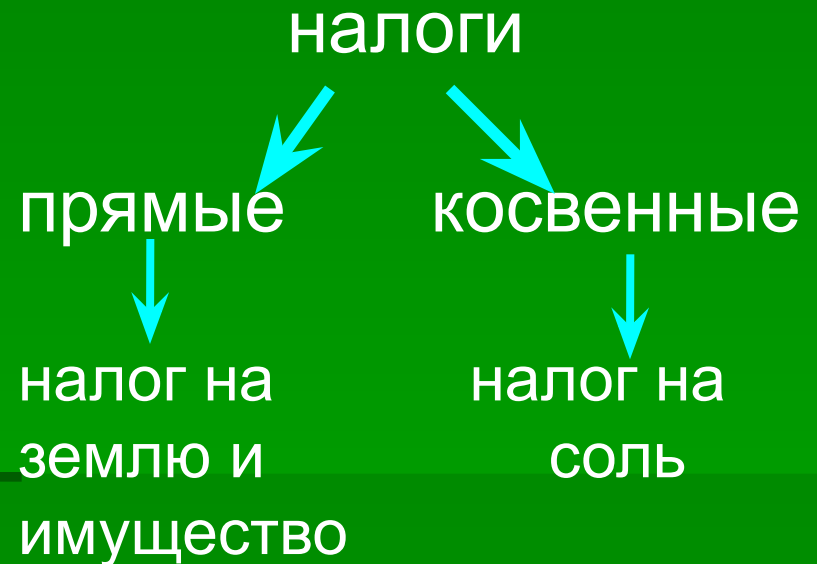 налоги
прямые
косвенные
налог на
землю и
имущество
налог на
соль